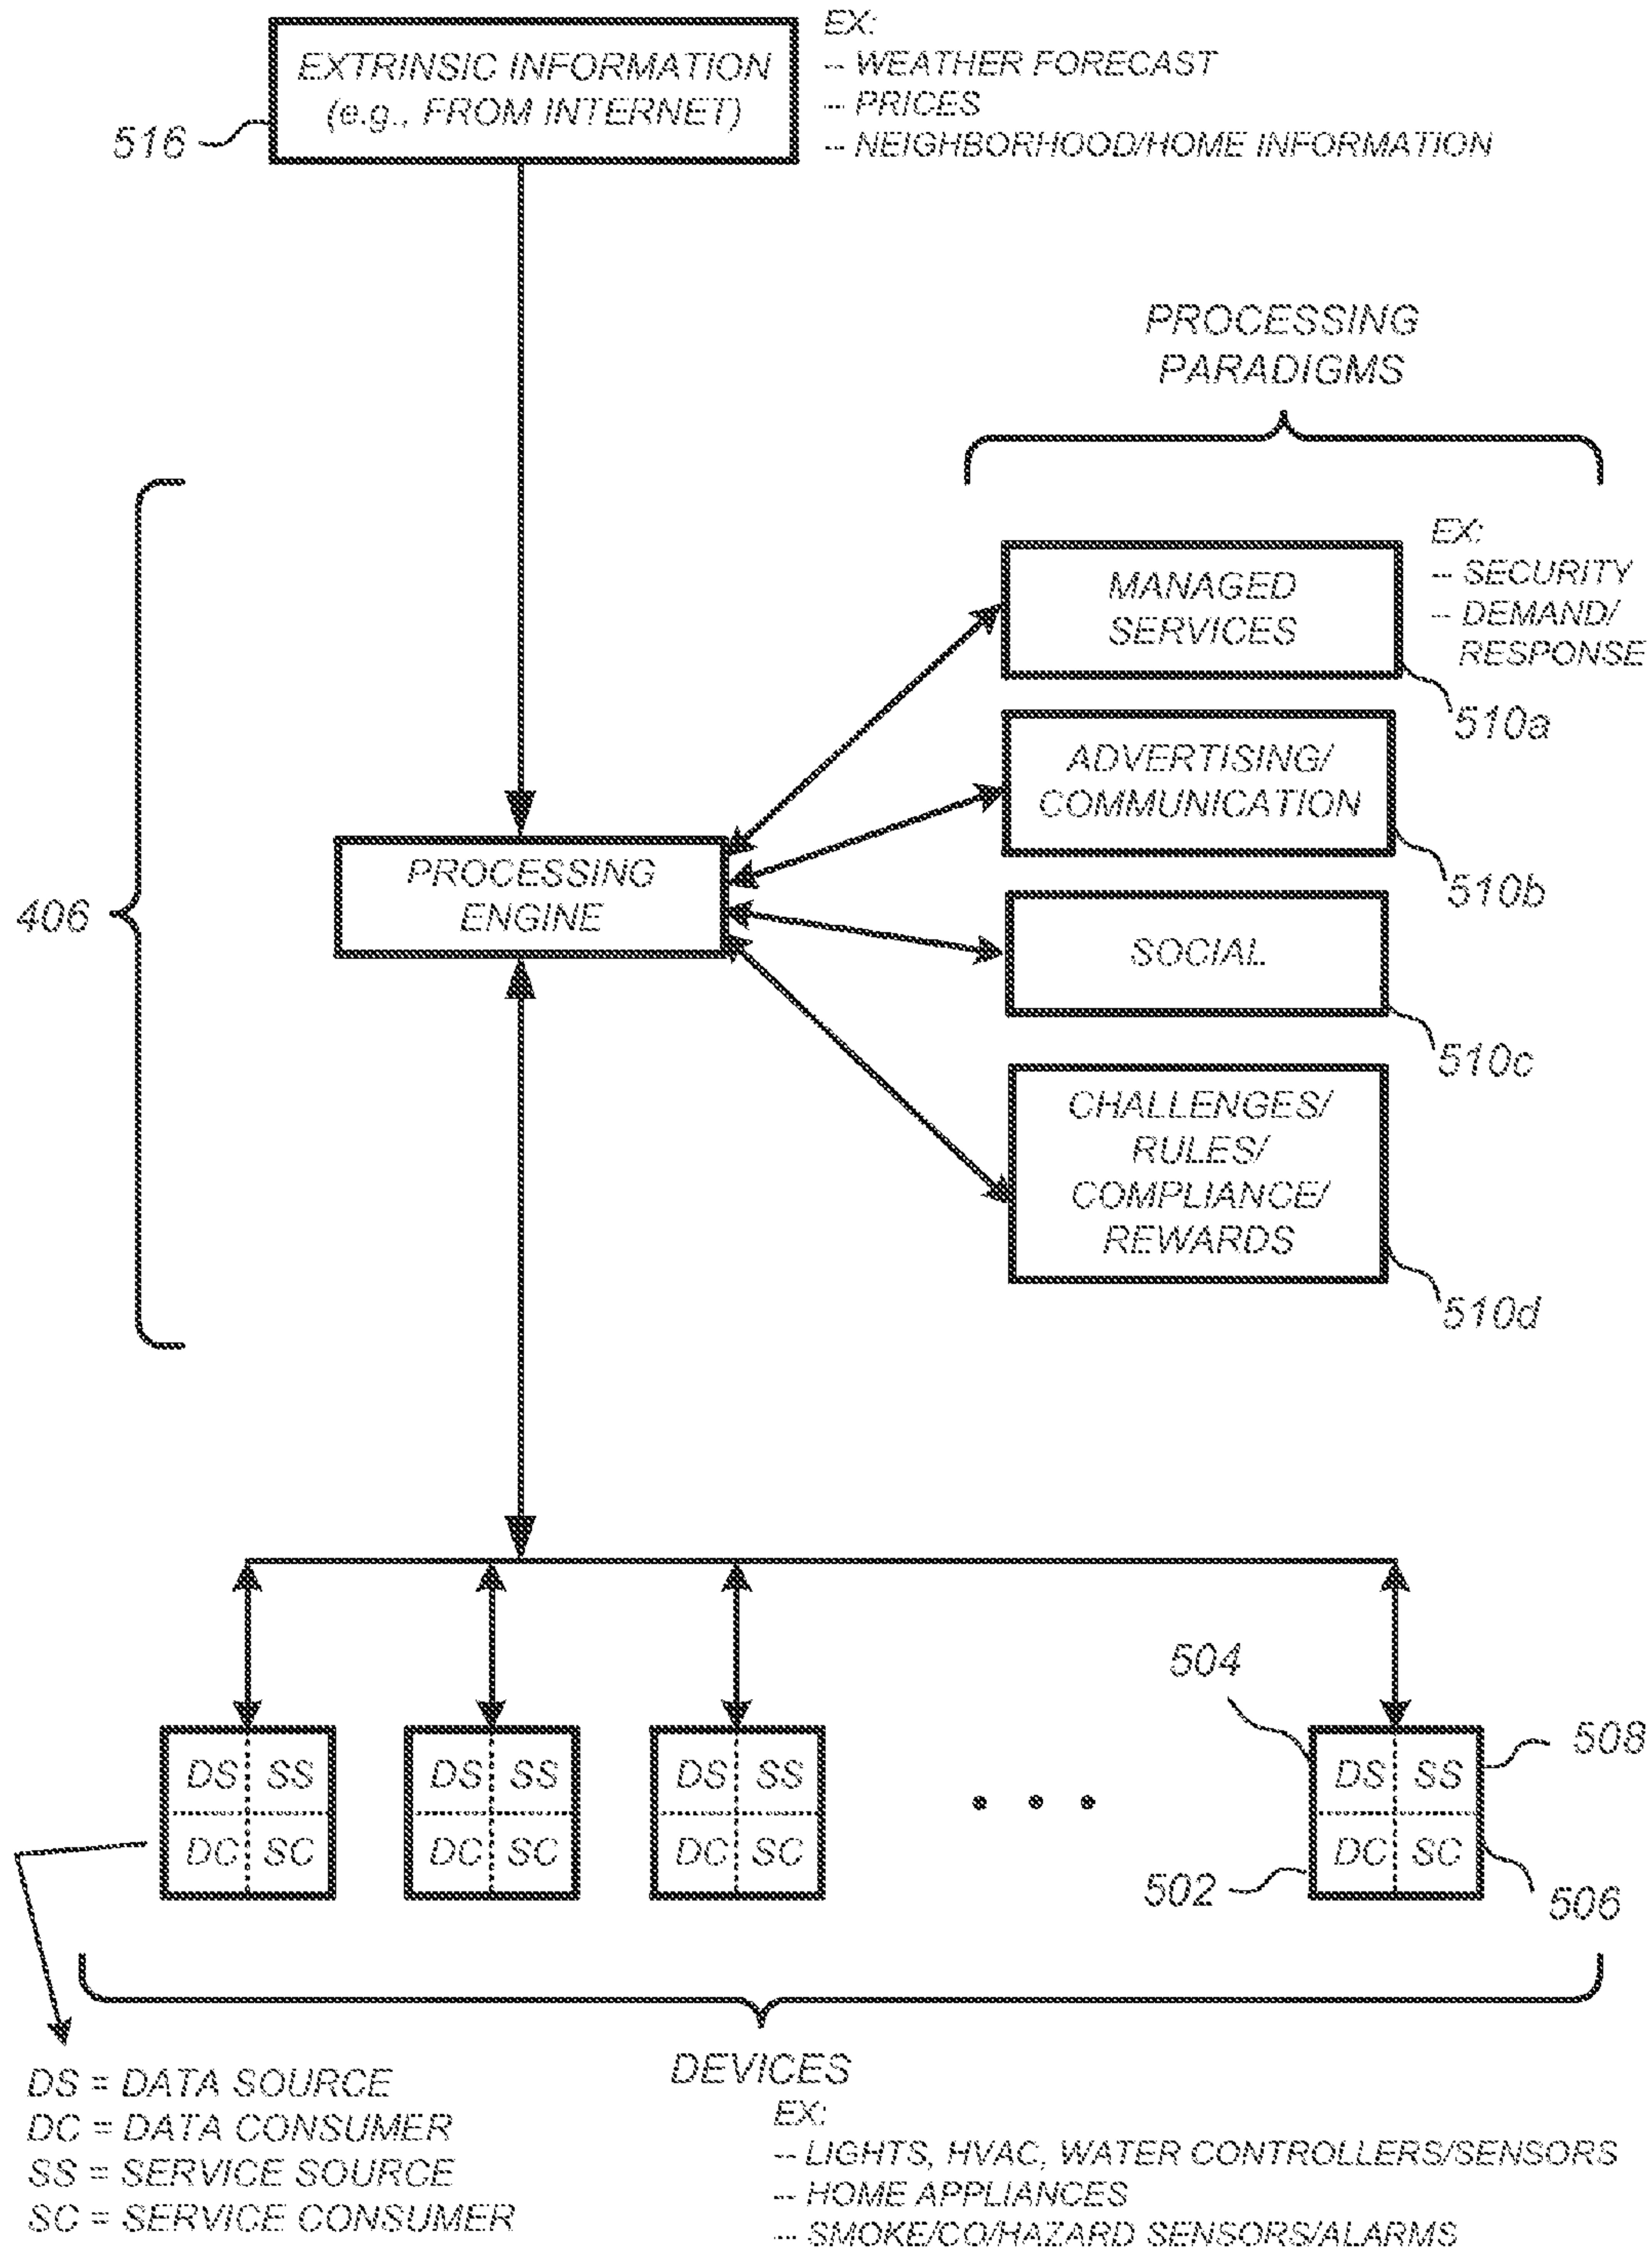 EXTRINSIC INFORMATION
(e.g., FROM INTERNET)
516
EX:
-- WEATHER FORECAST
-- PRICES
-- NEIGHBORHOOD/HOME INFORMATION
PROCESSING
PARADIGMS
406
PROCESSING
ENGINE
MANAGED
SERVICES
EX:
-- SECURITY
-- DEMAND/
RESPONSE
510a
ADVERTISING/
COMMUNICATION
510b
SOCIAL
510c
CHALLENGES/
RULES/
COMPLIANCE/
REWARDS
510d
DS SS
DC SC
DS SS
DC SC
DS SS
DC SC
504
508
DS SS
DC SC
502
506
DS = DATA SOURCE
DC = DATA CONSUMER
SS = SERVICE SOURCE
SC = SERVICE CONSUMER
DEVICES
EX:
-- LIGHTS, HVAC, WATER CONTROLLERS/SENSORS
-- HOME APPLIANCES
-- SMOKE/CO/HAZARD SENSORS/ALARMS